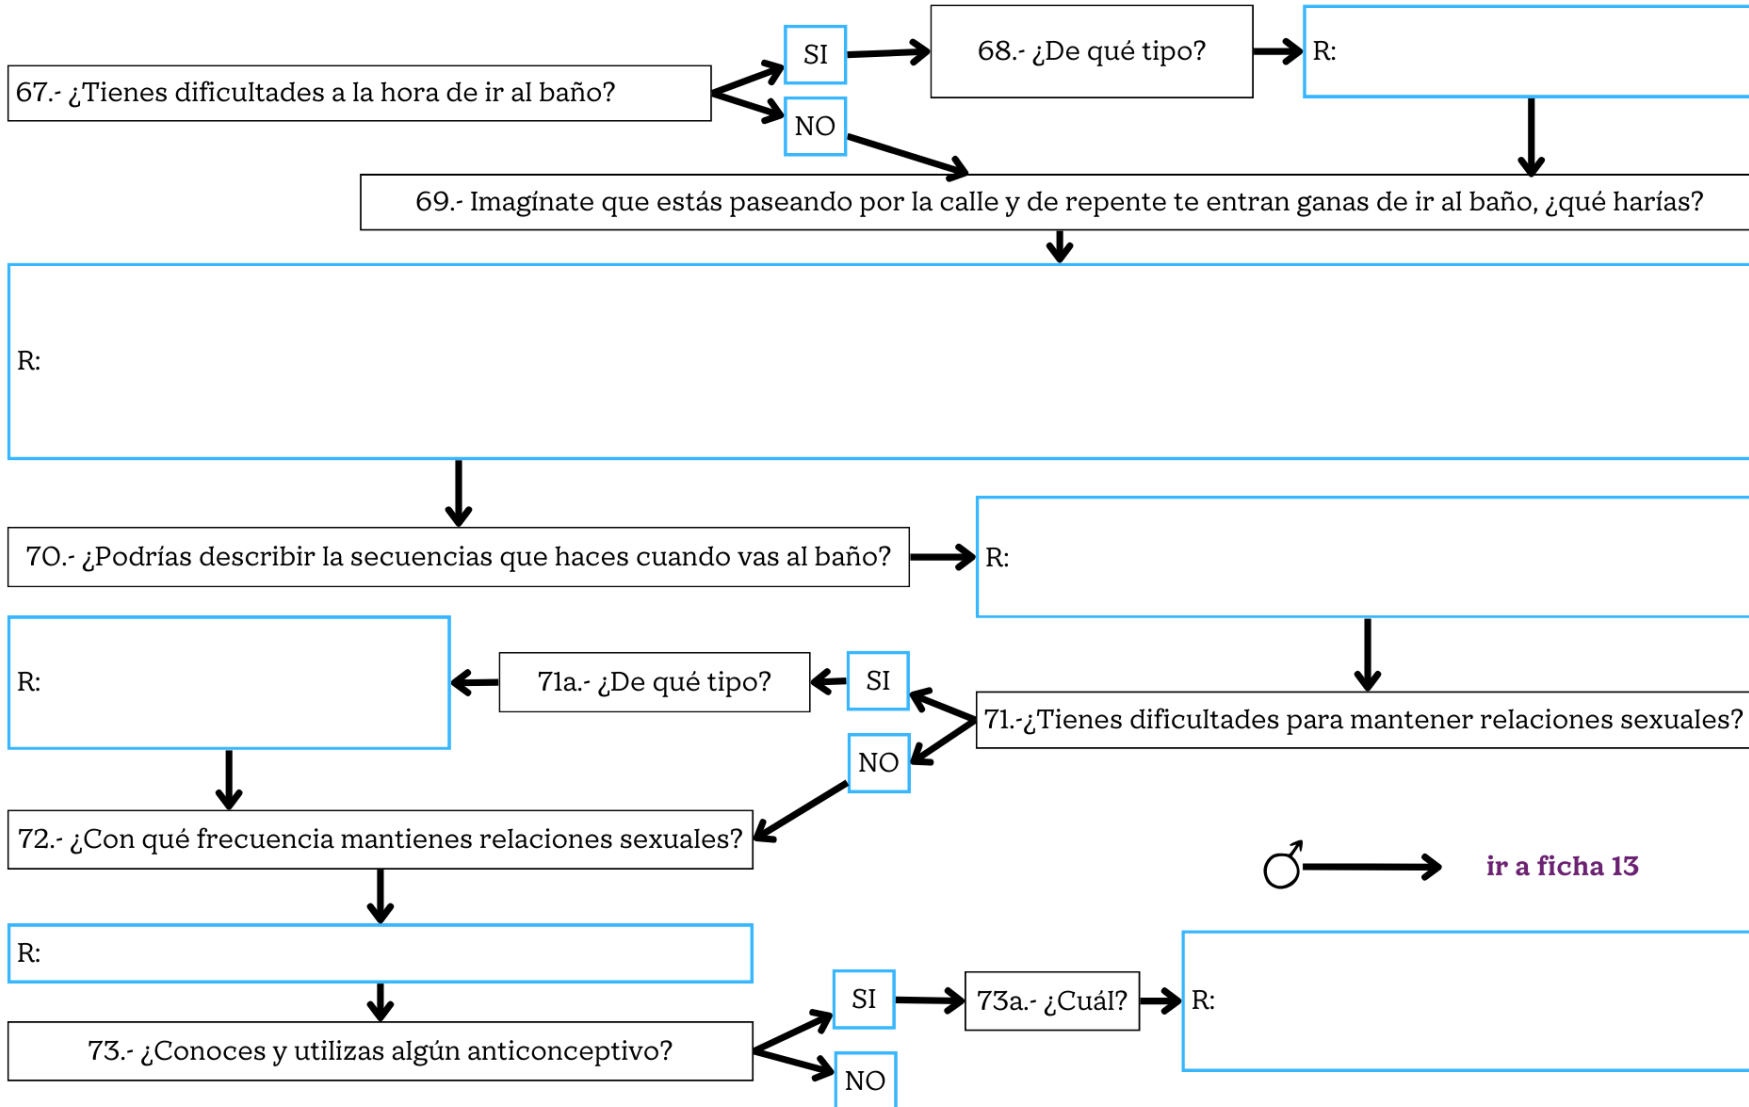 67.- ¿Tienes dificultades a la hora de ir al baño?
SI
68.- ¿De qué tipo?
R:
NO
69.- Imagínate que estás paseando por la calle y de repente te entran ganas de ir al baño, ¿qué harías?
R:
70.- ¿Podrías describir la secuencias que haces cuando vas al baño?
R:
71.-¿Tienes dificultades para mantener relaciones sexuales?
SI
71a.- ¿De qué tipo?
R:
NO
72.- ¿Con qué frecuencia mantienes relaciones sexuales?
R:
ir a ficha 13
73.- ¿Conoces y utilizas algún anticonceptivo?
SI
73a.- ¿Cuál?
R:
NO